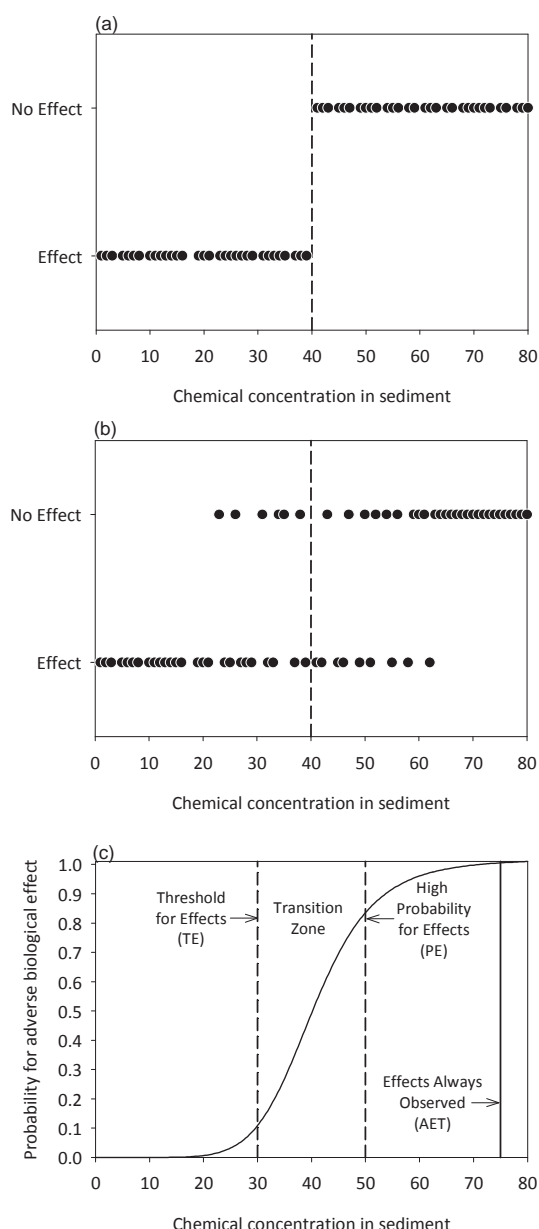 (a)
No Effect
Effect
0 10 20 30 40 50 60 70 80
Chemical concentration in sediment
(b)
No Effect
Effect
0 10 20 30 40 50 60 70 80
Chemical concentration in sediment
(c)
Probability for adverse biological effect
1.0
0.9
0.8
0.7
0.6
0.5
0.4
0.3
0.2
0.1
0.0
Threshold
for Effects
(TE)
Transition
Zone
High
Probability
for Effects
(PE)
Effects Always
Observed
(AET)
0 10 20 30 40 50 60 70 80
Chemical concentration in sediment